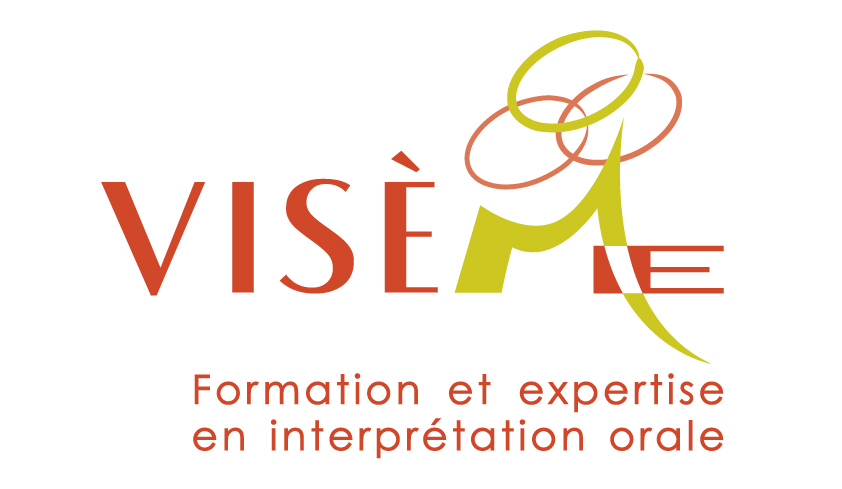 VISÈME
Formation et expertise
en interprétation orale